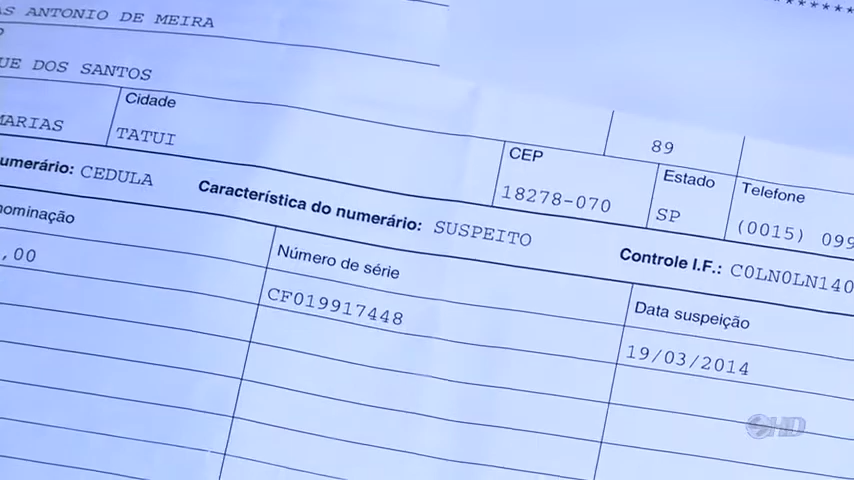 AS ANTONIO DE MEIRA
UE DOS SANTOS
Cidade
MARIAS TATUI 89
CEP Estado Telefone
18278-070 SP (0015) 099
umerário: CEDULA Característica do numerário: SUSPEITO Controle I.F.: C0LN0LN140
nominação Número de série Data suspeição
,00 CF019917448 19/03/2014
HD